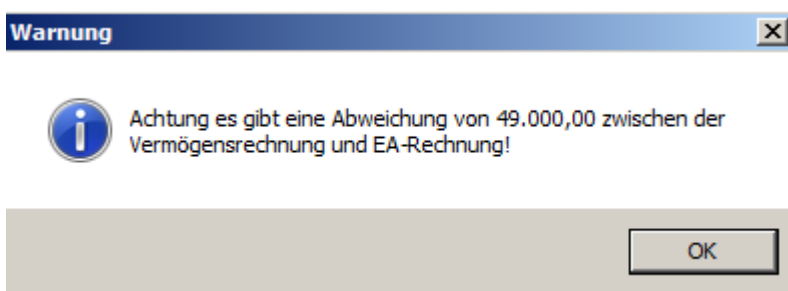 Warnung
Achtung es gibt eine Abweichung von 49.000,00 zwischen der
Vermögensrechnung und EA-Rechnung!
OK